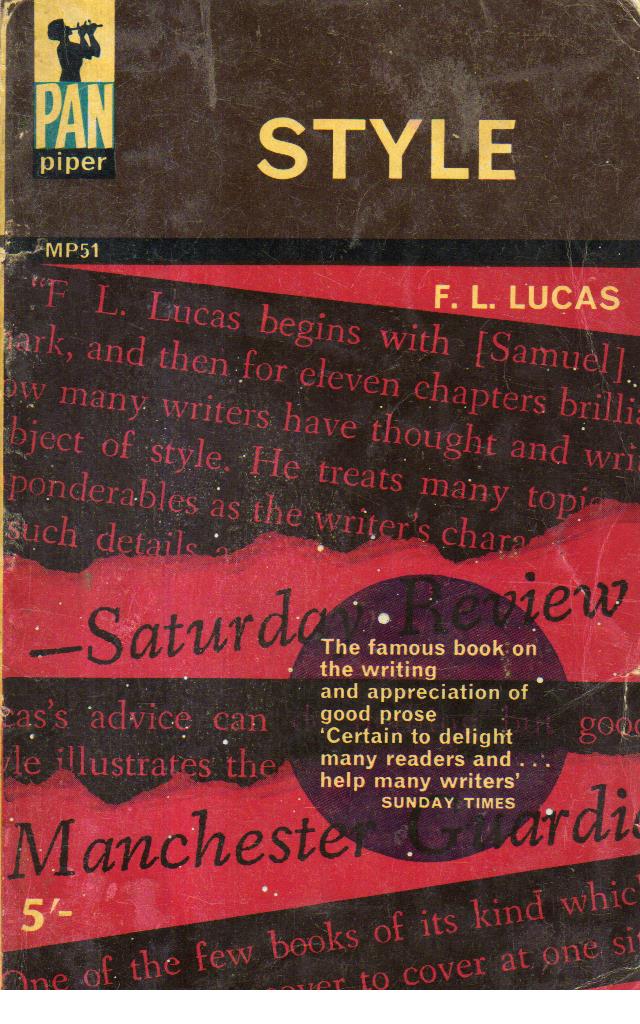 PAN
piper
STYLE
MP51
F. L. LUCAS
"F L. Lucas begins with [Samuel]
ark, and then for eleven chapters brilli
ow many writers have thought and wri
bject of style. He treats many topi
ponderables as the writer's chara
such details a
—Saturday Review
The famous book on
the writing
and appreciation of
good prose
'Certain to delight
many readers and ...
help many writers'
SUNDAY TIMES
cas's advice can but good
yle illustrates the
Manchester Guardi
5'-
One of the few books of its kind whic
cover to cover at one si